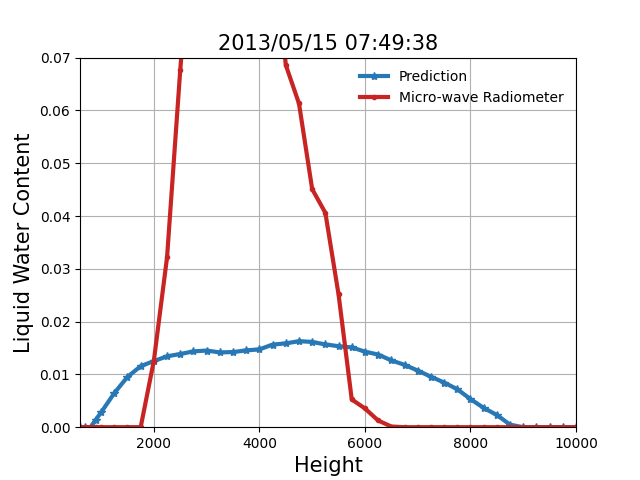 2013/05/15 07:49:38
Prediction
Micro-wave Radiometer
Liquid Water Content
0.07
0.06
0.05
0.04
0.03
0.02
0.01
0.00
2000 4000 6000 8000 10000
Height